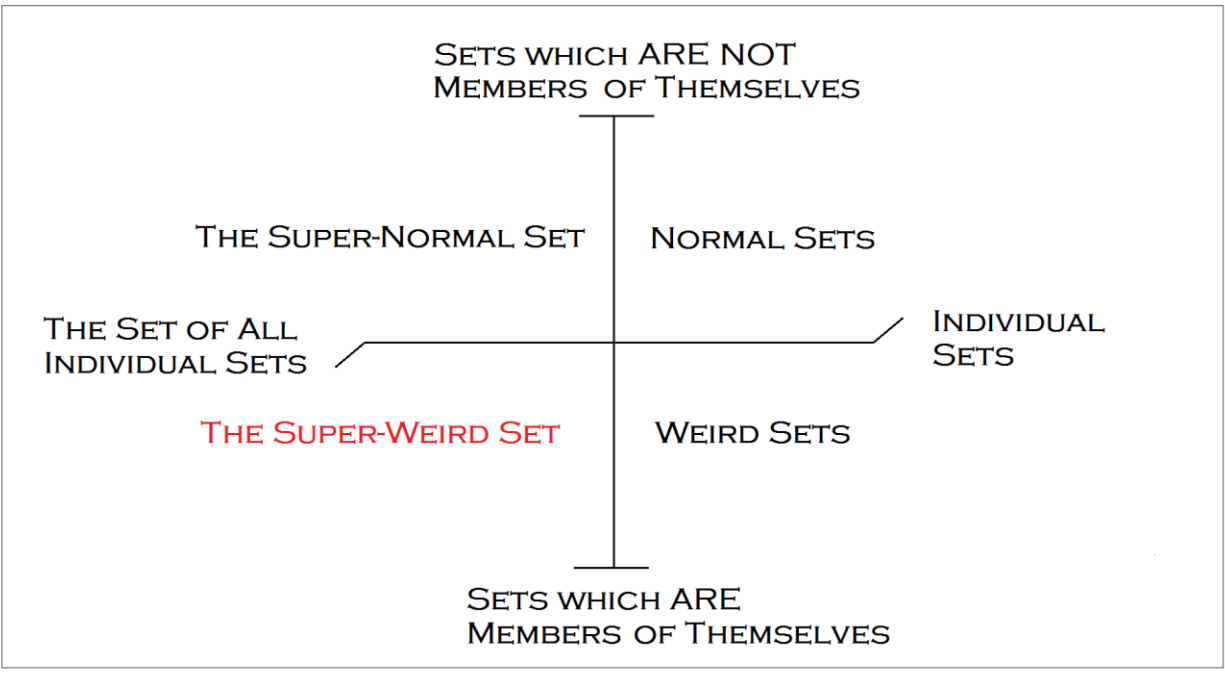 Sets which ARE NOT
Members of Themselves
The Super-Normal Set
Normal Sets
The Set of All
Individual Sets
Individual
Sets
The Super-Weird Set
Weird Sets
Sets which ARE
Members of Themselves